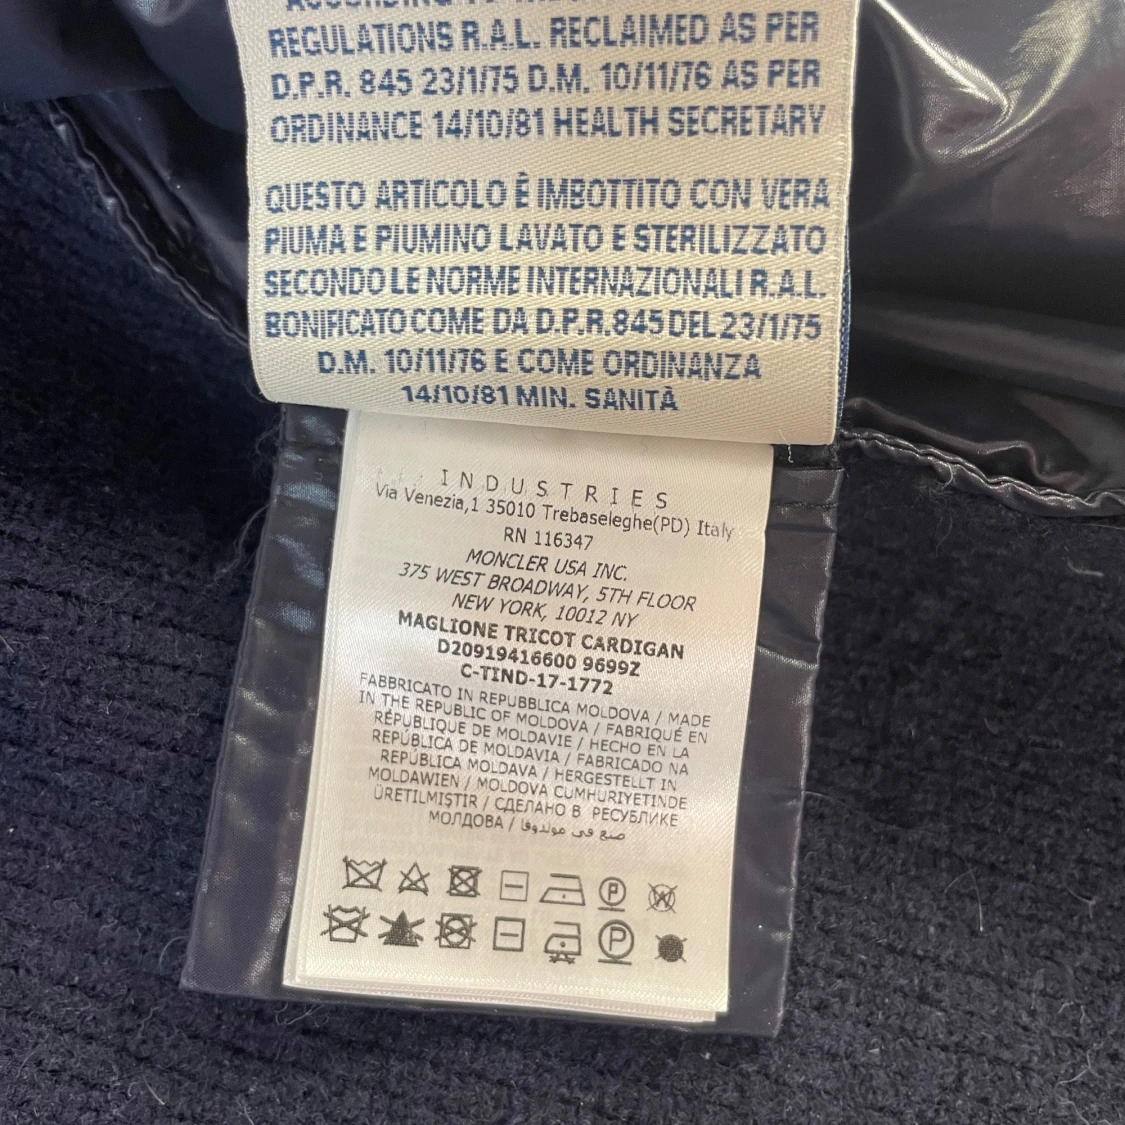 REGULATIONS R.A.L. RECLAIMED AS PER
D.P.R. 845 23/1/75 D.M. 10/11/76 AS PER
ORDINANCE 14/10/81 HEALTH SECRETARY
QUESTO ARTICOLO È IMBOTTITO CON VERA
PIUMA E PIUMINO LAVATO E STERILIZZATO
SECONDO LE NORME INTERNAZIONALI R.A.L.
BONIFICATO COME DA D.P.R. 845 DEL 23/1/75
D.M. 10/11/76 E COME ORDINANZA
14/10/81 MIN. SANITÀ
INDUSTRIES
Via Venezia,1 35010 Trebaseleghe(PD) Italy
RN 116347
MONCLER USA INC.
375 WEST BROADWAY, 5TH FLOOR
NEW YORK, 10012 NY
MAGLIONE TRICOT CARDIGAN
D20919416600 9699Z
C-TIND-17-1772
FABBRICATO IN REPUBBLICA MOLDOVA / MADE
IN THE REPUBLIC OF MOLDOVA / FABRIQUÉ EN
RÉPUBLIQUE DE MOLDAVIE / HECHO EN LA
REPÚBLICA DE MOLDAVIA / FABRICADO NA
REPÚBLICA MOLDAVA / HERGESTELLT IN
MOLDAWIEN / MOLDOVA CUMHURIYETINDE
ÜRETILMIŞTIR / СДЕЛАНО В РЕСУБЛИКЕ
МОЛДОВА / صنع في مولدوفا
P W
P